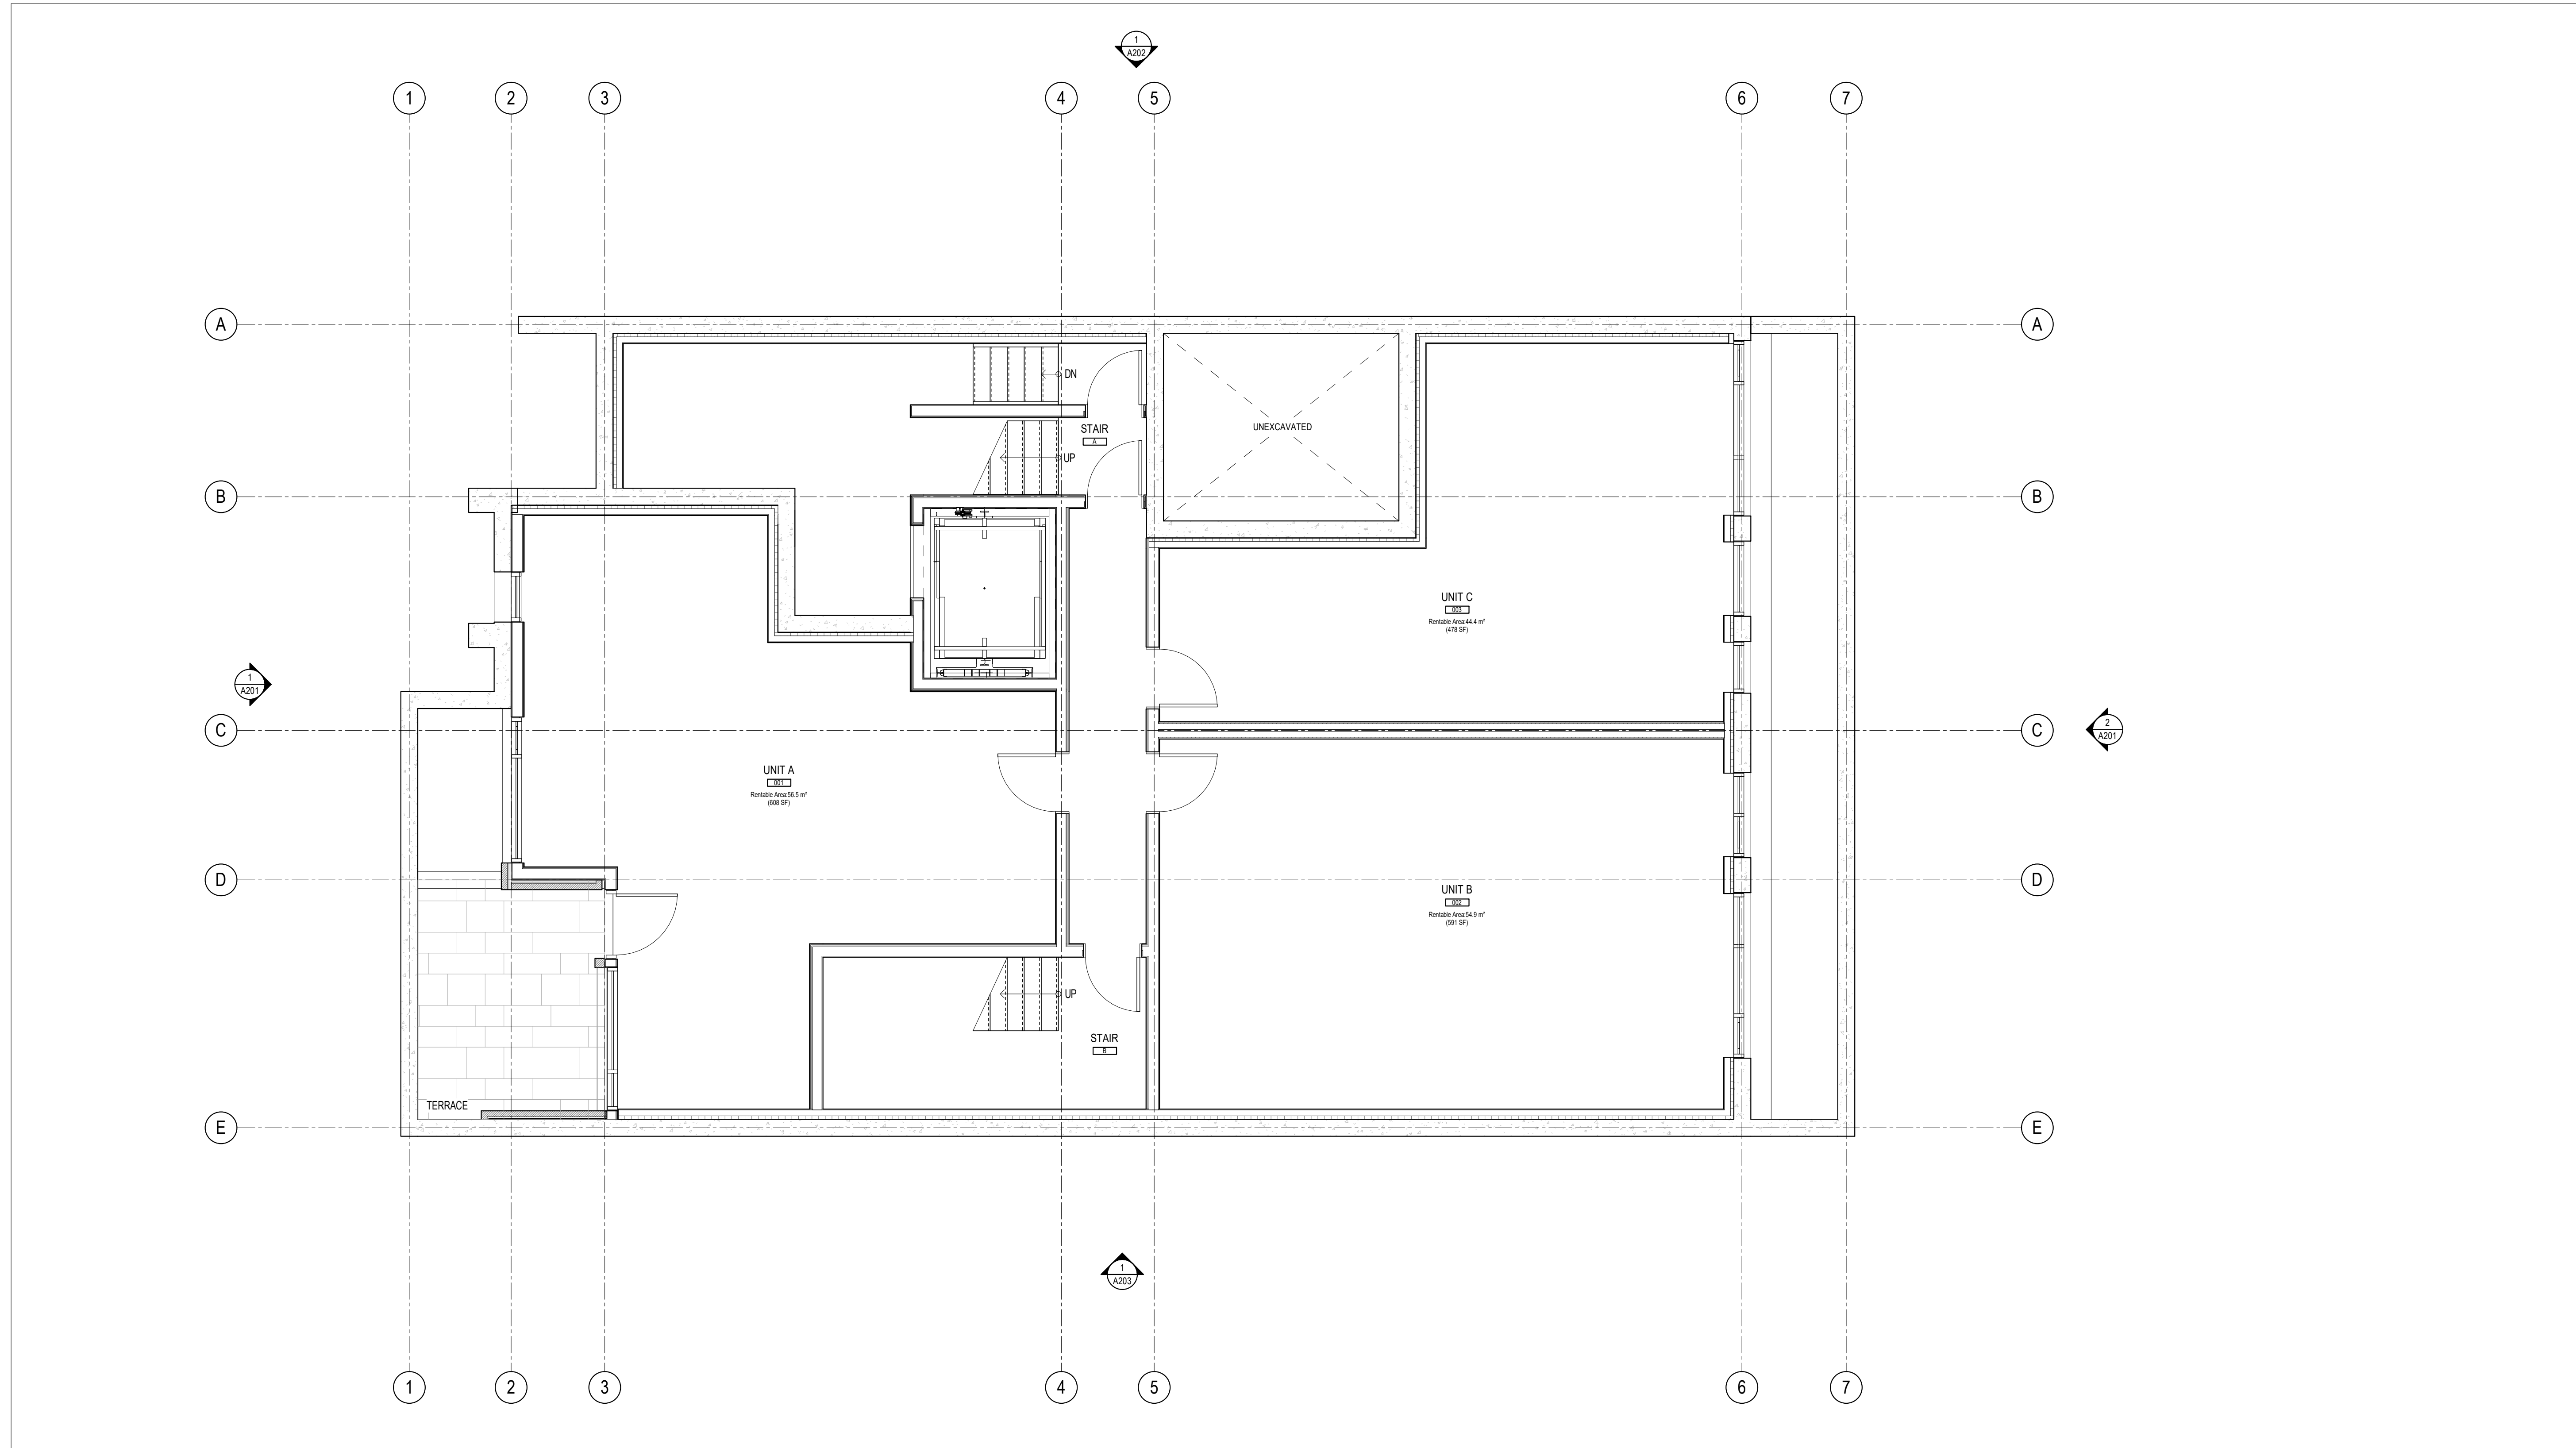 1
A202
1 2 3 4 5 6 7
A A
DN
STAIR
A
UNEXCAVATED
UP
B B
UNIT C
003
Rentable Area:44.4 m²
(478 SF)
1
A201
C C
2
A201
UNIT A
001
Rentable Area:56.5 m²
(608 SF)
D D
UNIT B
002
Rentable Area:54.9 m²
(591 SF)
UP
STAIR
B
TERRACE
E E
1
A203
1 2 3 4 5 6 7